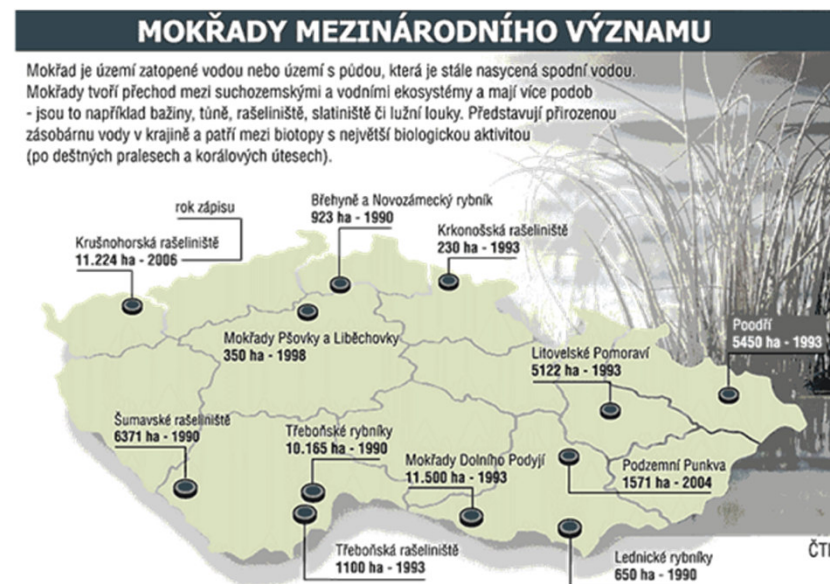 MOKŘADY MEZINÁRODNÍHO VÝZNAMU
Mokřad je území zatopené vodou nebo území s půdou, která je stále nasycená spodní vodou.
Mokřady tvoří přechod mezi suchozemskými a vodními ekosystémy a mají více podob
- jsou to například bažiny, tůně, rašeliniště, slatiniště či lužní louky. Představují přirozenou
zásobárnu vody v krajině a patří mezi biotopy s největší biologickou aktivitou
(po deštných pralesech a korálových útesech).
rok zápisu
Břehyně a Novozámecký rybník
923 ha - 1990
Krušnohorská rašeliniště
11.224 ha - 2006
Krkonošská rašeliniště
230 ha - 1993
Mokřady Pšovky a Liběchovky
350 ha - 1998
Poodří
5450 ha - 1993
Litovelské Pomoraví
5122 ha - 1993
Šumavské rašeliniště
6371 ha - 1990
Třeboňské rybníky
10.165 ha - 1990
Mokřady Dolního Podyjí
11.500 ha - 1993
Podzemní Punkva
1571 ha - 2004
Třeboňská rašeliniště
1100 ha - 1993
Lednické rybníky
650 ha - 1990